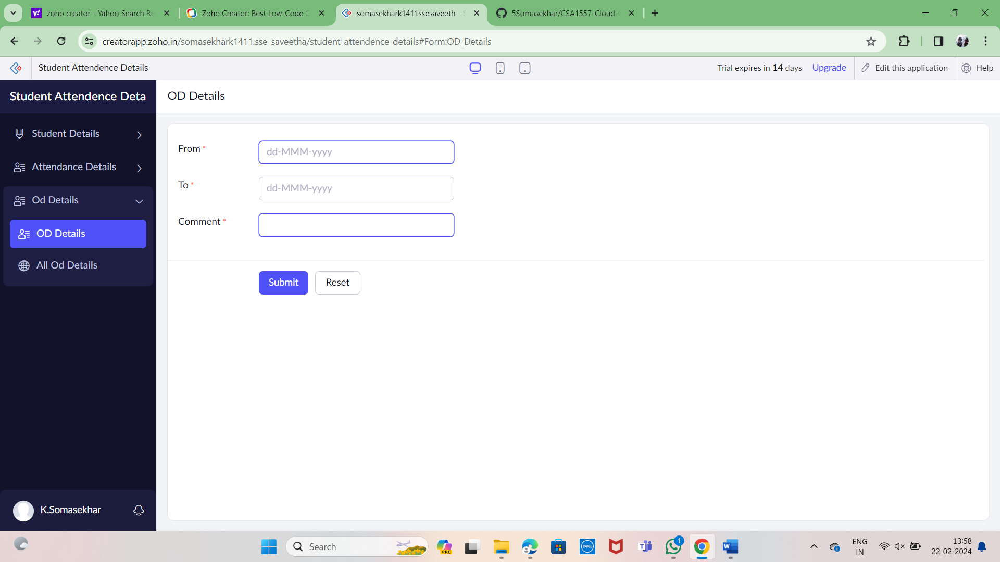 zoho creator - Yahoo Search Re
Zoho Creator: Best Low-Code C
somasekhark1411ssesaveeth - S
5Somasekhar/CSA1557-Cloud-
creatorapp.zoho.in/somasekhark1411.sse_saveetha/student-attendence-details#Form:OD_Details
Student Attendence Details
Trial expires in 14 days
Upgrade
Edit this application
Help
Student Attendence Deta
OD Details
Student Details
Attendance Details
Od Details
OD Details
All Od Details
From *
dd-MMM-yyyy
To *
dd-MMM-yyyy
Comment *
Submit
Reset
K.Somasekhar
Search
PRE
DELL
1
ENG
IN
13:58
22-02-2024